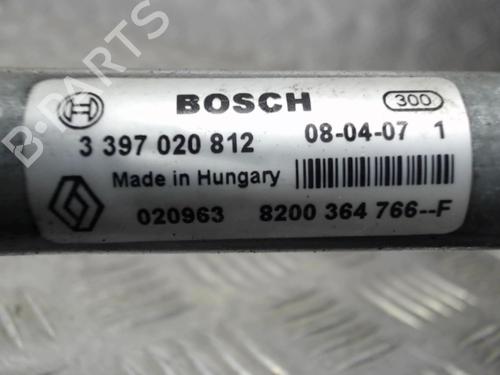 B-PARTS
BOSCH 300
3 397 020 812 08-04-07 1
Made in Hungary
020963 8200 364 766--F